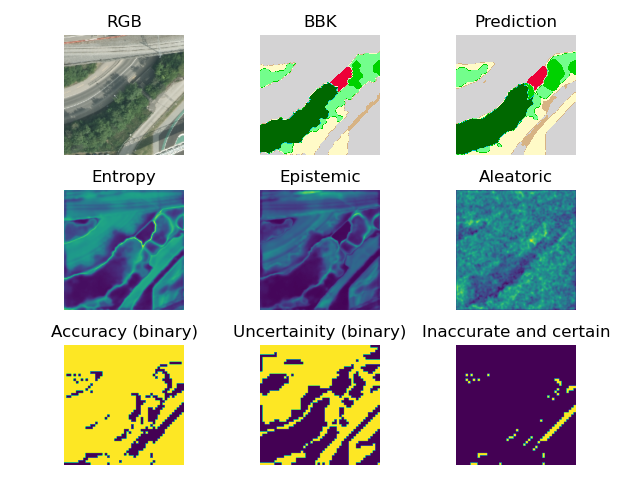 RGB
BBK
Prediction
Entropy
Epistemic
Aleatoric
Accuracy (binary)
Uncertainity (binary)
Inaccurate and certain